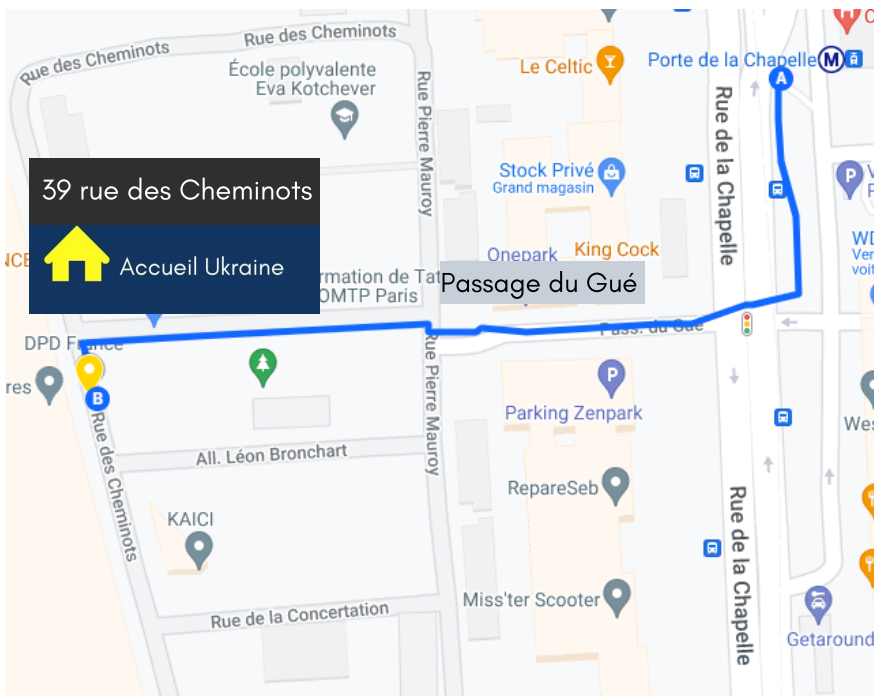 Rue des Cheminots
Rue des Cheminots
École polyvalente
Eva Kotchever
Rue Pierre Mauroy
Le Celtic
Porte de la Chapelle
M
A
Rue de la Chapelle
Stock Privé
Grand magasin
P
39 rue des Cheminots
Accueil Ukraine
Onepark
King Cock
Passage du Gué
OMTP Paris
Pass. du Gué
DPD France
B
Rue Pierre Mauroy
P
Parking Zenpark
All. Léon Bronchart
Rue des Cheminots
RepareSeb
KAICI
Rue de la Chapelle
Miss'ter Scooter
Rue de la Concertation
Getaround